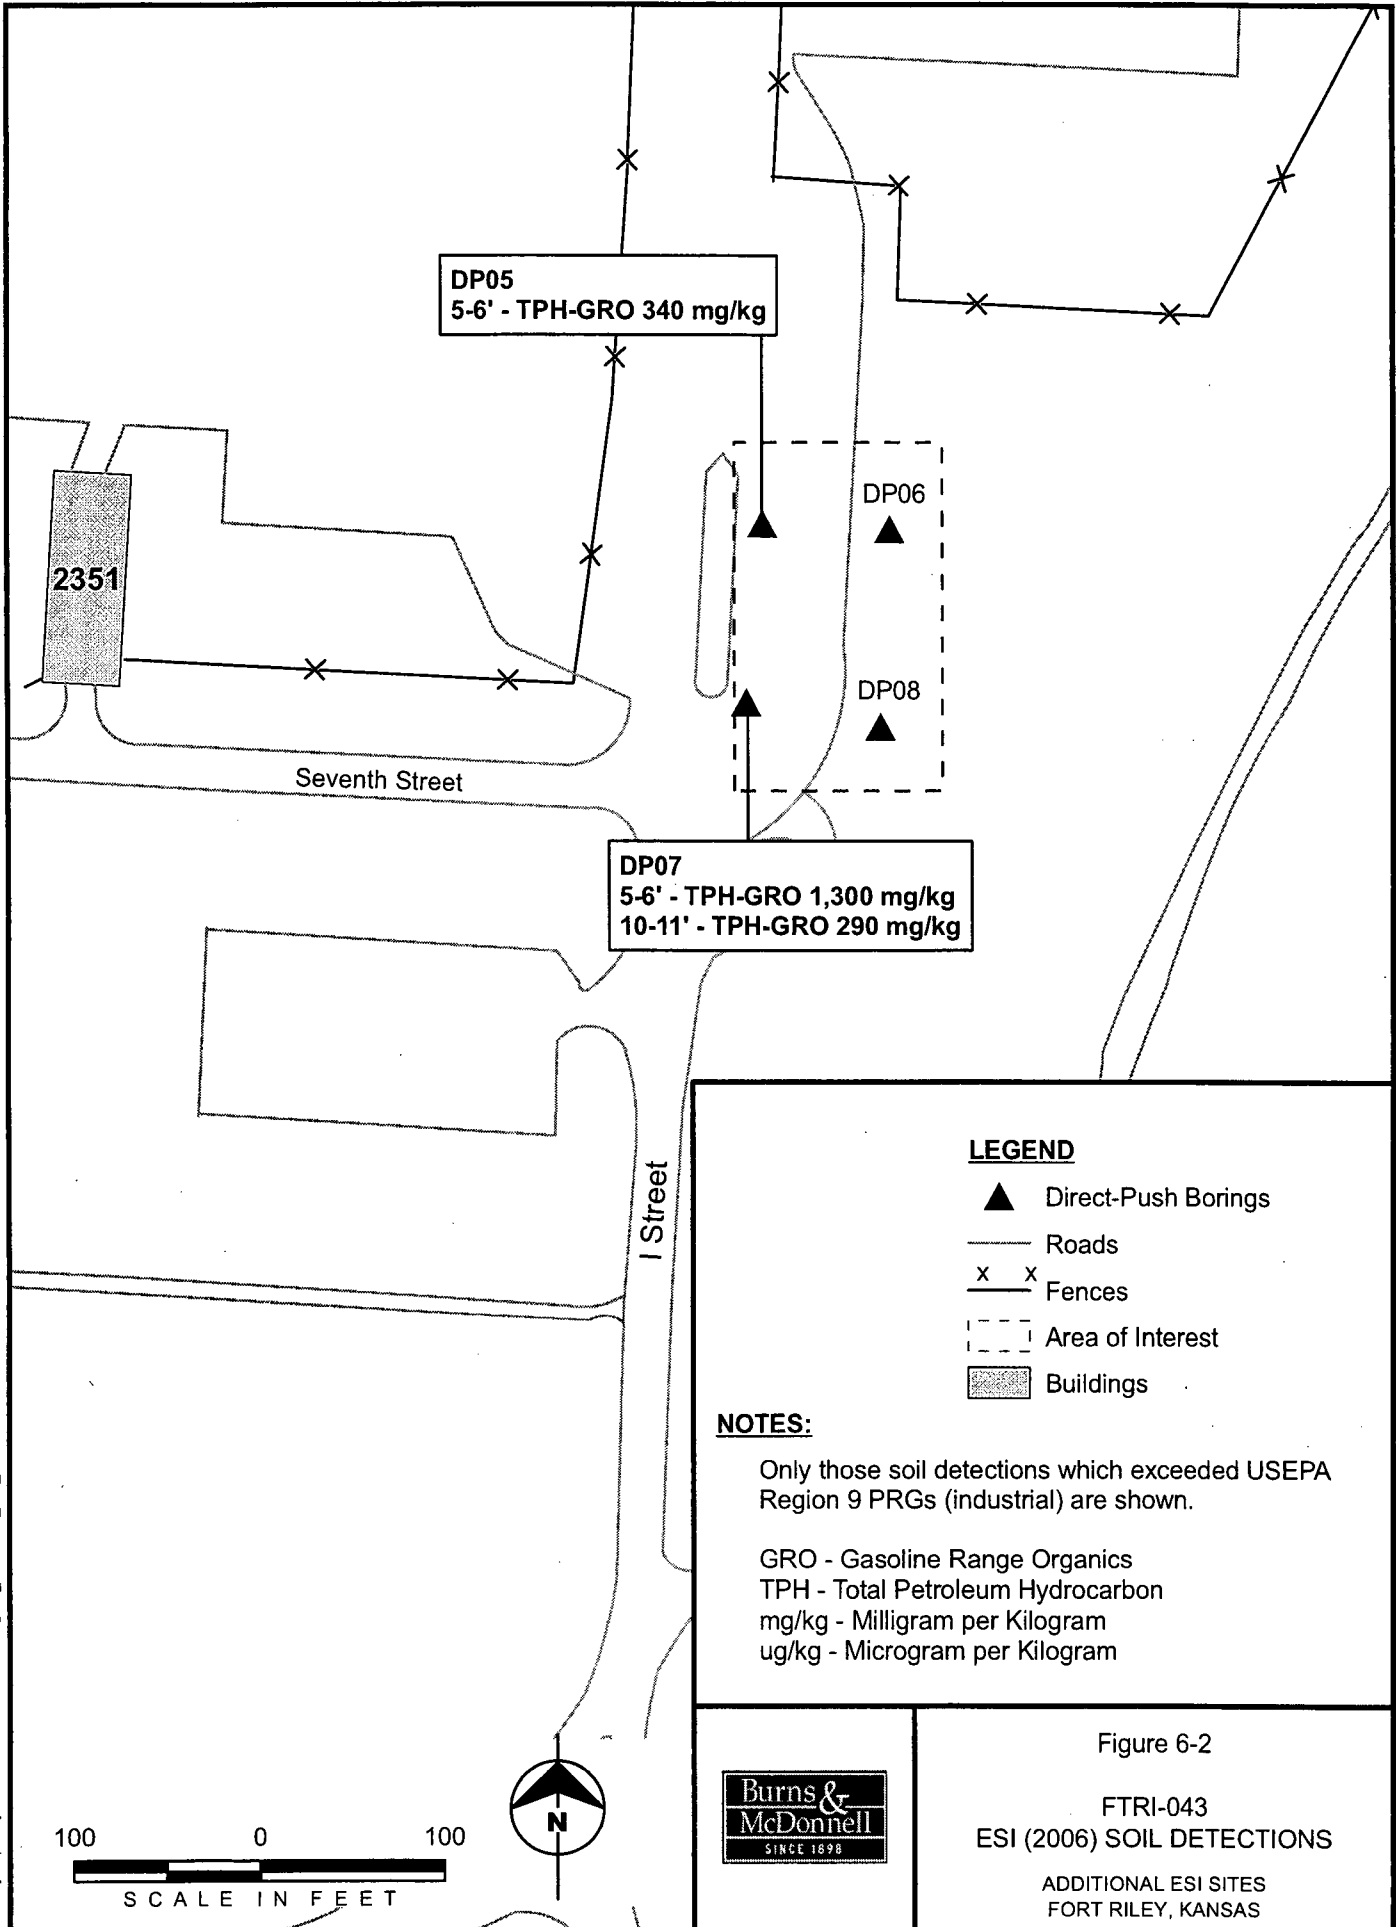 DP05
5-6' - TPH-GRO 340 mg/kg
DP06
2351
DP08
Seventh Street
DP07
5-6' - TPH-GRO 1,300 mg/kg
10-11' - TPH-GRO 290 mg/kg
I Street
LEGEND
Direct-Push Borings
Roads
X X
Fences
Area of Interest
Buildings
NOTES:
Only those soil detections which exceeded USEPA
Region 9 PRGs (industrial) are shown.
GRO - Gasoline Range Organics
TPH - Total Petroleum Hydrocarbon
mg/kg - Milligram per Kilogram
ug/kg - Microgram per Kilogram
N
100 0 100
SCALE IN FEET
Burns &
McDonnell
SINCE 1898
Figure 6-2
FTRI-043
ESI (2006) SOIL DETECTIONS
ADDITIONAL ESI SITES
FORT RILEY, KANSAS